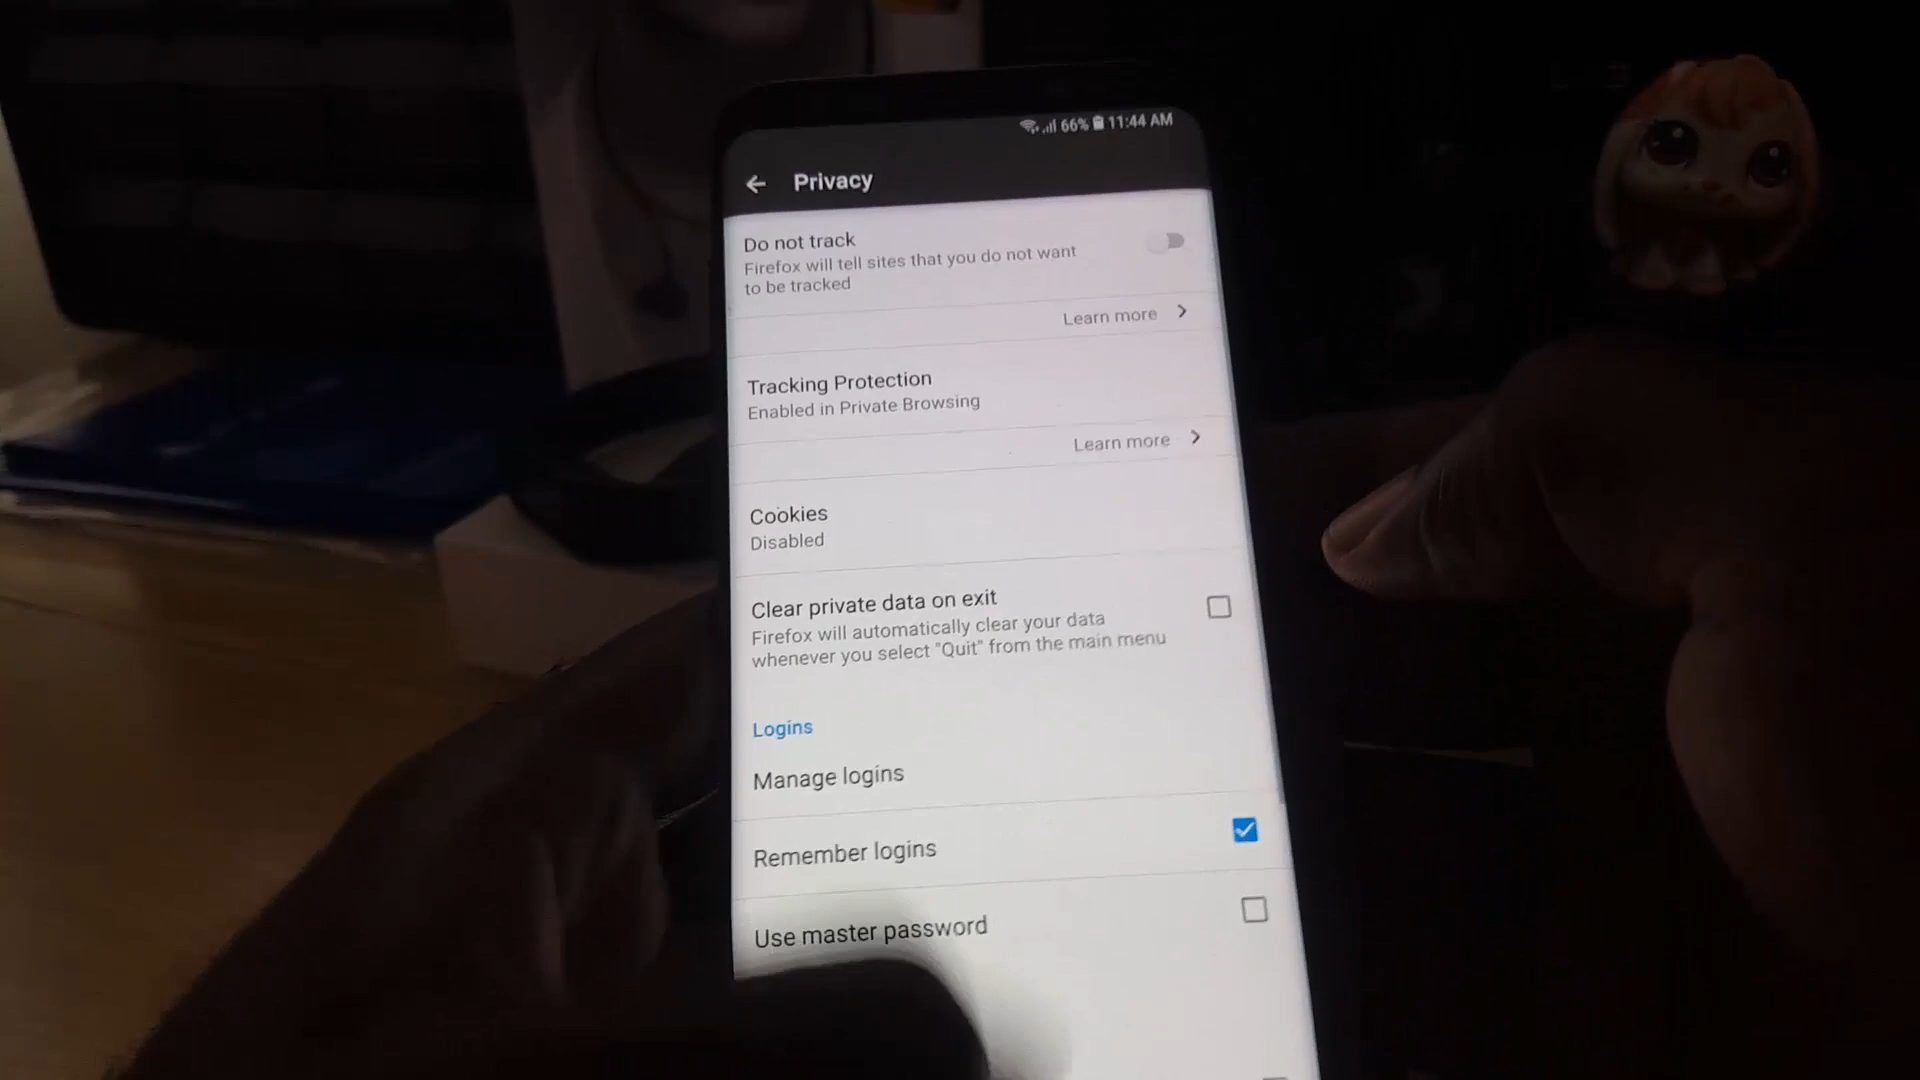 66% 11:44 AM
Privacy
Do not track
Firefox will tell sites that you do not want
to be tracked
Learn more
Tracking Protection
Enabled in Private Browsing
Learn more
Cookies
Disabled
Clear private data on exit
Firefox will automatically clear your data
whenever you select "Quit" from the main menu
Logins
Manage logins
Remember logins
Use master password